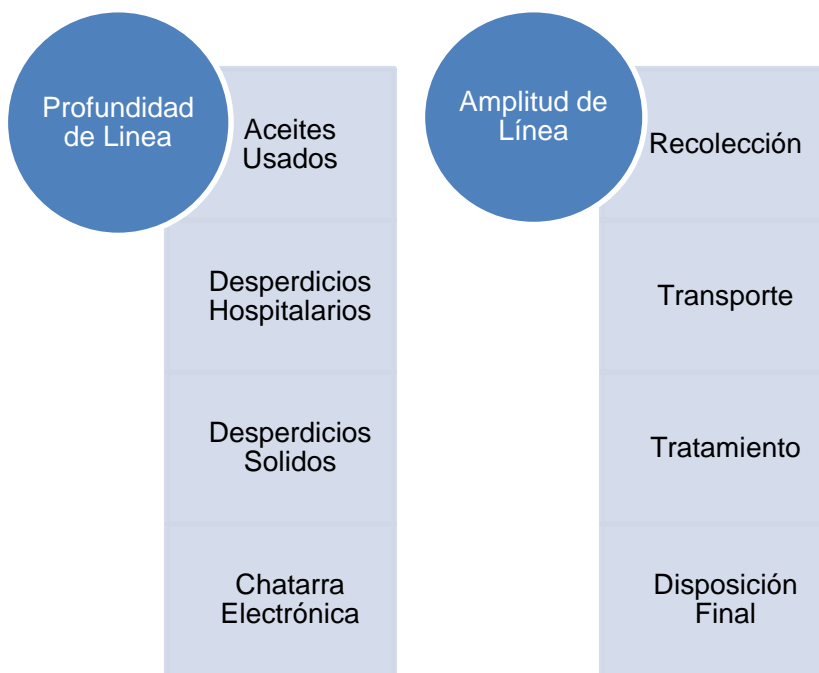 Profundidad
de Linea
Aceites
Usados
Desperdicios
Hospitalarios
Desperdicios
Solidos
Chatarra
Electrónica
Amplitud de
Línea
Recolección
Transporte
Tratamiento
Disposición
Final